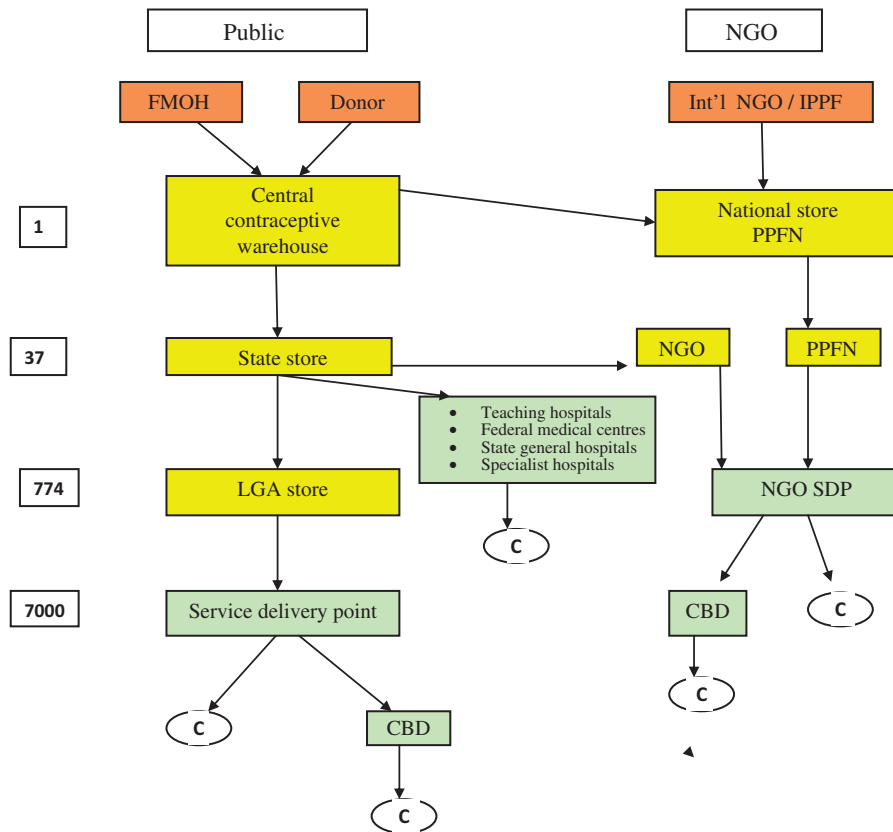 Public
NGO
FMOH
Donor
Int'l NGO / IPPF
1
Central
contraceptive
warehouse
National store
PPFN
37
State store
NGO
PPFN
• Teaching hospitals
• Federal medical centres
• State general hospitals
• Specialist hospitals
774
LGA store
NGO SDP
C
7000
Service delivery point
CBD
C
C
C
CBD
C